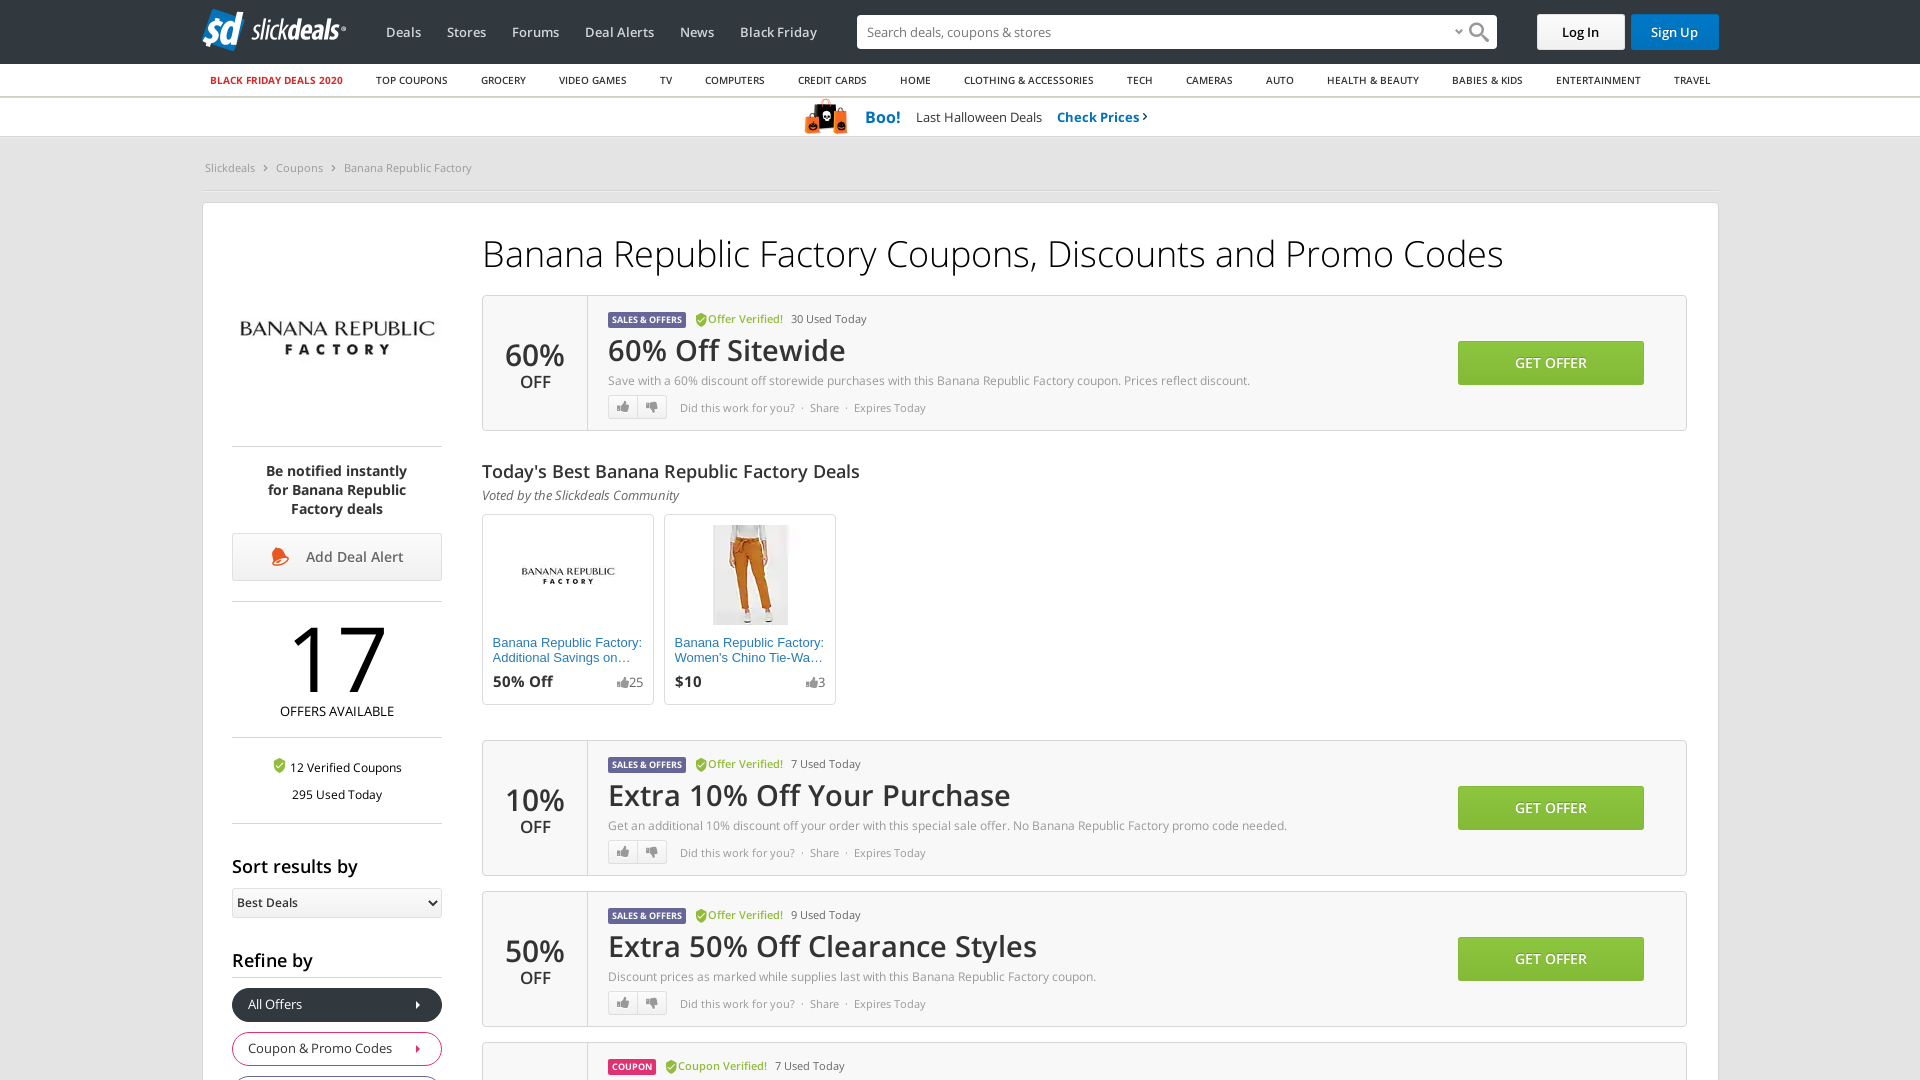 sd slickdeals
Deals
Stores
Forums
Deal Alerts
News
Black Friday
Search deals, coupons & stores
Log In
Sign Up
BLACK FRIDAY DEALS 2020
TOP COUPONS
GROCERY
VIDEO GAMES
TV
COMPUTERS
CREDIT CARDS
HOME
CLOTHING & ACCESSORIES
TECH
CAMERAS
AUTO
HEALTH & BEAUTY
BABIES & KIDS
ENTERTAINMENT
TRAVEL
Boo! Last Halloween Deals Check Prices
Slickdeals > Coupons > Banana Republic Factory
BANANA REPUBLIC
FACTORY
Be notified instantly
for Banana Republic
Factory deals
Add Deal Alert
17
OFFERS AVAILABLE
12 Verified Coupons
295 Used Today
Sort results by
Best Deals
Refine by
All Offers
Coupon & Promo Codes
Banana Republic Factory Coupons, Discounts and Promo Codes
60%
OFF
SALES & OFFERS Offer Verified! 30 Used Today
60% Off Sitewide
Save with a 60% discount off storewide purchases with this Banana Republic Factory coupon. Prices reflect discount.
Did this work for you? · Share · Expires Today
GET OFFER
Today's Best Banana Republic Factory Deals
Voted by the Slickdeals Community
BANANA REPUBLIC
FACTORY
Banana Republic Factory:
Additional Savings on...
50% Off 25
Banana Republic Factory:
Women's Chino Tie-Wa...
$10 3
10%
OFF
SALES & OFFERS Offer Verified! 7 Used Today
Extra 10% Off Your Purchase
Get an additional 10% discount off your order with this special sale offer. No Banana Republic Factory promo code needed.
Did this work for you? · Share · Expires Today
GET OFFER
50%
OFF
SALES & OFFERS Offer Verified! 9 Used Today
Extra 50% Off Clearance Styles
Discount prices as marked while supplies last with this Banana Republic Factory coupon.
Did this work for you? · Share · Expires Today
GET OFFER
COUPON Coupon Verified! 7 Used Today